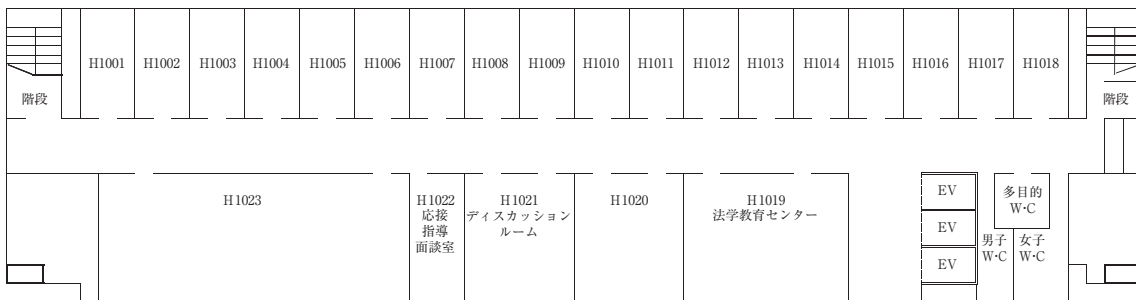 H1001
H1002
H1003
H1004
H1005
H1006
H1007
H1008
H1009
H1010
H1011
H1012
H1013
H1014
H1015
H1016
H1017
H1018
階段
階段
H1023
H1022
応接
指導
面談室
H1021
ディスカッション
ルーム
H1020
H1019
法学教育センター
EV
EV
EV
多目的
W·C
男子
W·C
女子
W·C